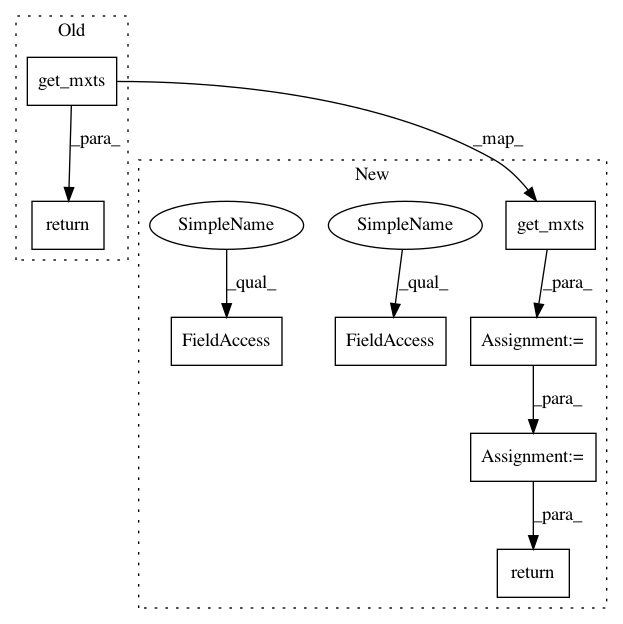 Old
get_mxts
_para_
return
_map_
New
SimpleName
SimpleName
get_mxts
_qual_
_qual_
_para_
FieldAccess
FieldAccess
Assignment:=
_para_
Assignment:=
_para_
return